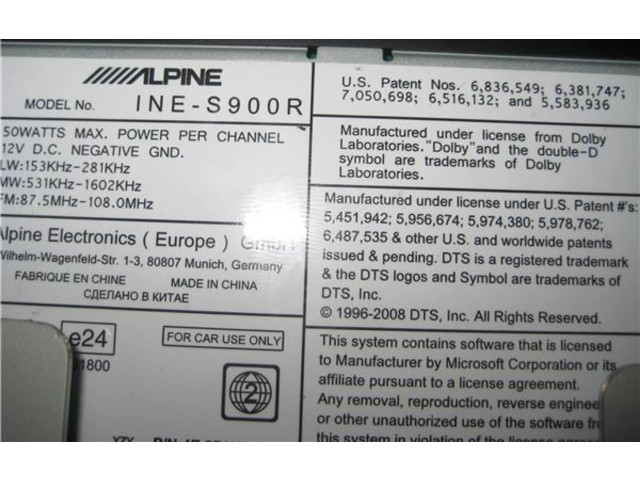 ALPINE
MODEL No. INE-S900R
50WATTS MAX. POWER PER CHANNEL
12V D.C. NEGATIVE GND.
LW:153KHz-281KHz
MW:531KHz-1602KHz
FM:87.5MHz-108.0MHz
Alpine Electronics ( Europe ) GmbH
Wilhelm-Wagenfeld-Str. 1-3, 80807 Munich, Germany
FABRIQUE EN CHINE MADE IN CHINA
СДЕЛАНО В КИТАЕ
e24
FOR CAR USE ONLY
1800
2
YZY
U.S. Patent Nos. 6,836,549; 6,381,747;
7,050,698; 6,516,132; and 5,583,936
Manufactured under license from Dolby
Laboratories. "Dolby" and the double-D
symbol are trademarks of Dolby
Laboratories.
Manufactured under license under U.S. Patent #'s:
5,451,942; 5,956,674; 5,974,380; 5,978,762;
6,487,535 & other U.S. and worldwide patents
issued & pending. DTS is a registered trademark
& the DTS logos and Symbol are trademarks of
DTS, Inc.
© 1996-2008 DTS, Inc. All Rights Reserved.
This system contains software that is licensed
to Manufacturer by Microsoft Corporation or its
affiliate pursuant to a license agreement.
Any removal, reproduction, reverse enginee
or other unauthorized use of the software fr
this system in violation of the license